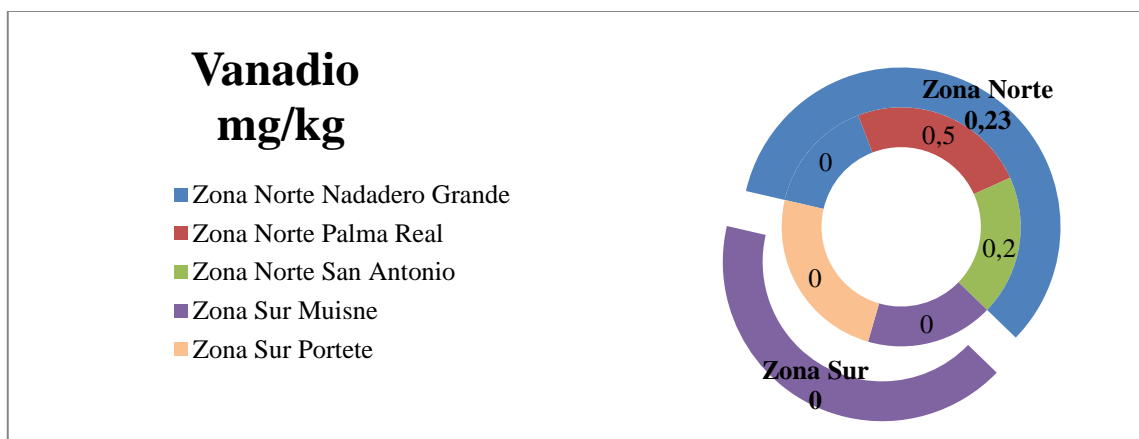 Vanadio
mg/kg
Zona Norte Nadadero Grande
Zona Norte Palma Real
Zona Norte San Antonio
Zona Sur Muisne
Zona Sur Portete
Zona Norte
0,23
0,5
0
0,2
0
0
Zona Sur
0